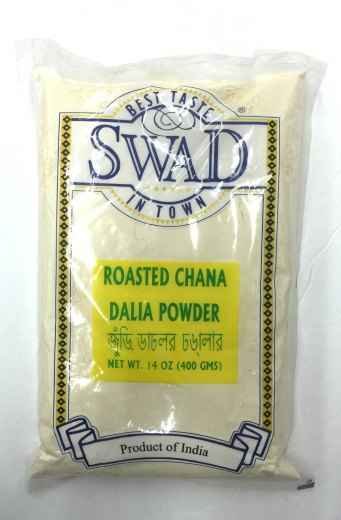 BEST TASTE
SWAD
®
IN TOWN
ROASTED CHANA
DALIA POWDER
NET WT. 14 OZ (400 GMS)
Product of India